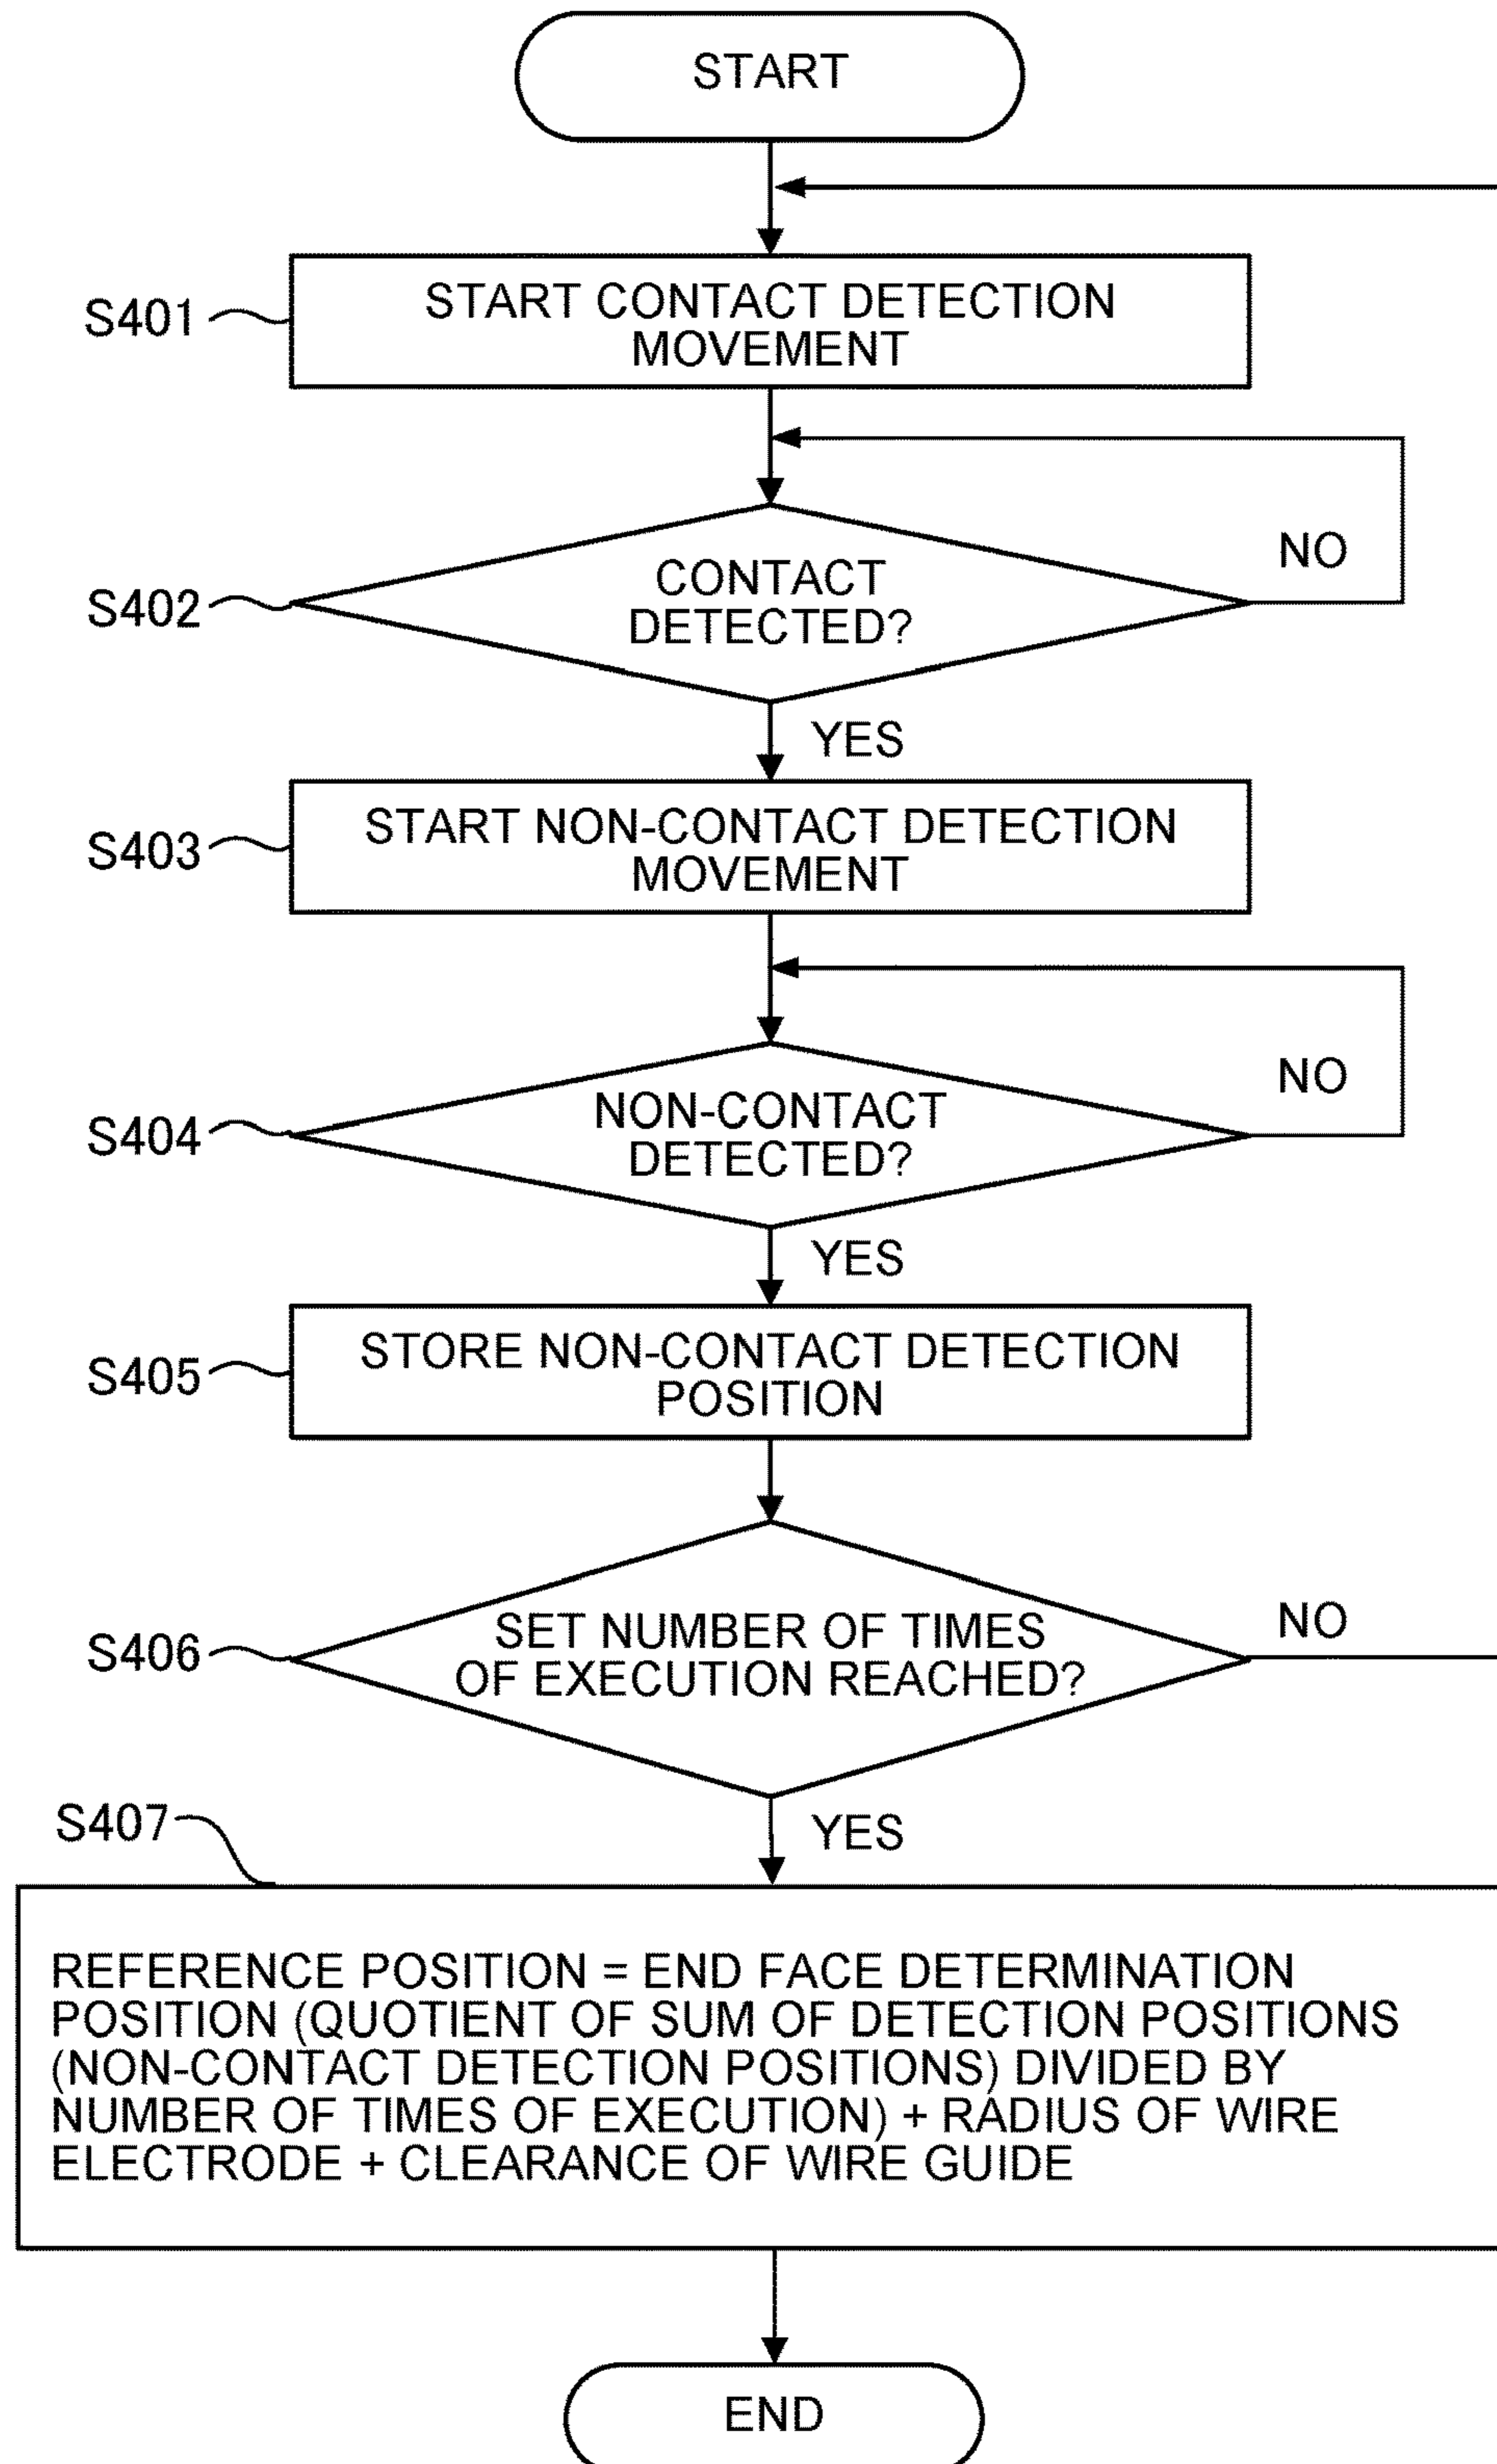 START
S401
START CONTACT DETECTION
MOVEMENT
S402
CONTACT
DETECTED?
NO
YES
S403
START NON-CONTACT DETECTION
MOVEMENT
S404
NON-CONTACT
DETECTED?
NO
YES
S405
STORE NON-CONTACT DETECTION
POSITION
S406
SET NUMBER OF TIMES
OF EXECUTION REACHED?
NO
YES
S407
REFERENCE POSITION = END FACE DETERMINATION
POSITION (QUOTIENT OF SUM OF DETECTION POSITIONS
(NON-CONTACT DETECTION POSITIONS) DIVIDED BY
NUMBER OF TIMES OF EXECUTION) + RADIUS OF WIRE
ELECTRODE + CLEARANCE OF WIRE GUIDE
END